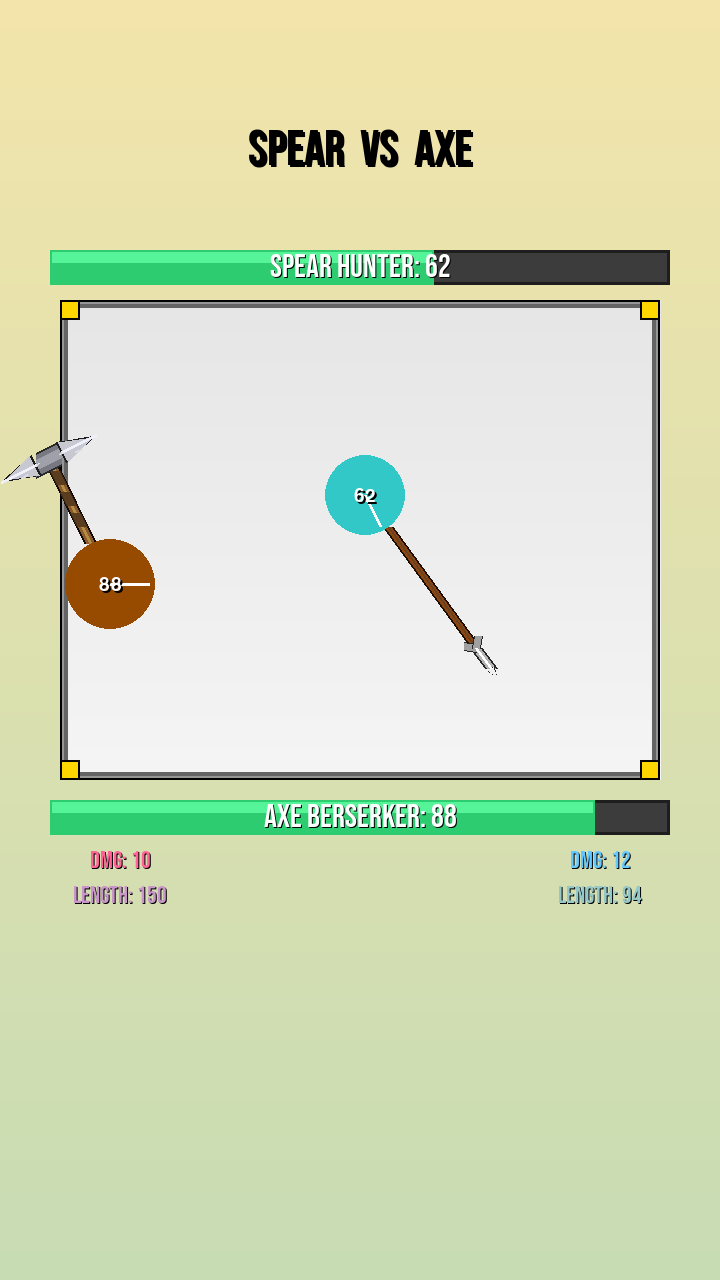 SPEAR VS AXE
SPEAR HUNTER: 62
62
88
AXE BERSERKER: 88
DMG: 10
DMG: 12
LENGTH: 150
LENGTH: 94